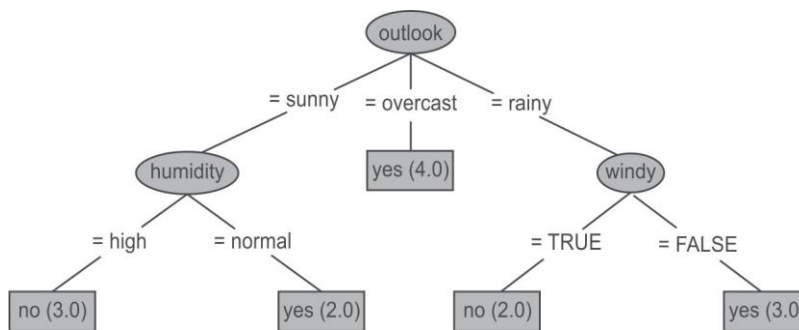 outlook
= sunny
= overcast
= rainy
humidity
yes (4.0)
windy
= high
= normal
= TRUE
= FALSE
no (3.0)
yes (2.0)
no (2.0)
yes (3.0